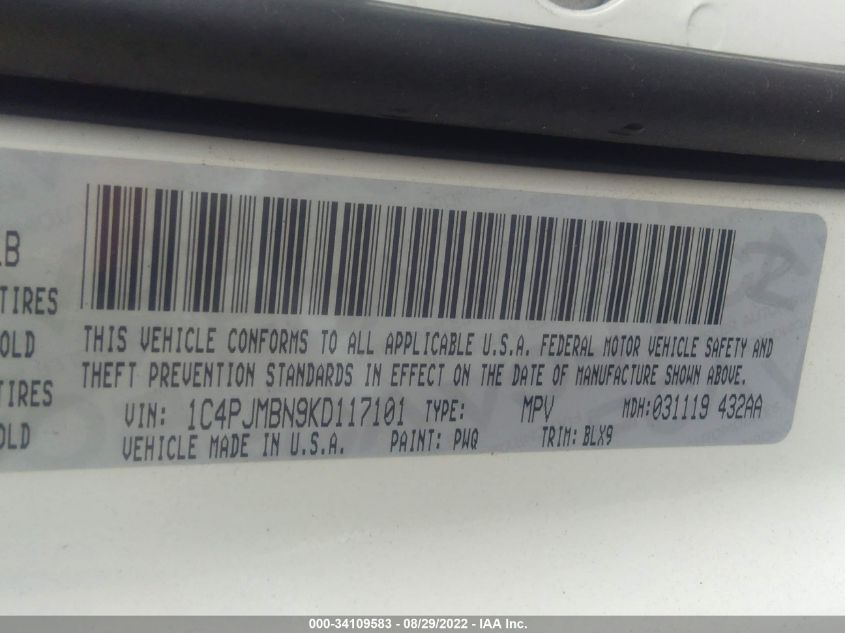 B
TIRES
OLD
TIRES
OLD
THIS VEHICLE CONFORMS TO ALL APPLICABLE U.S.A. FEDERAL MOTOR VEHICLE SAFETY AND
THEFT PREVENTION STANDARDS IN EFFECT ON THE DATE OF MANUFACTURE SHOWN ABOVE.
VIN: 1C4PJMBN9KD117101 TYPE: MPV MDH: 031119 432AA
VEHICLE MADE IN U.S.A. PAINT: PWQ TRIM: BLX9
000-34109583 - 08/29/2022 - IAA Inc.